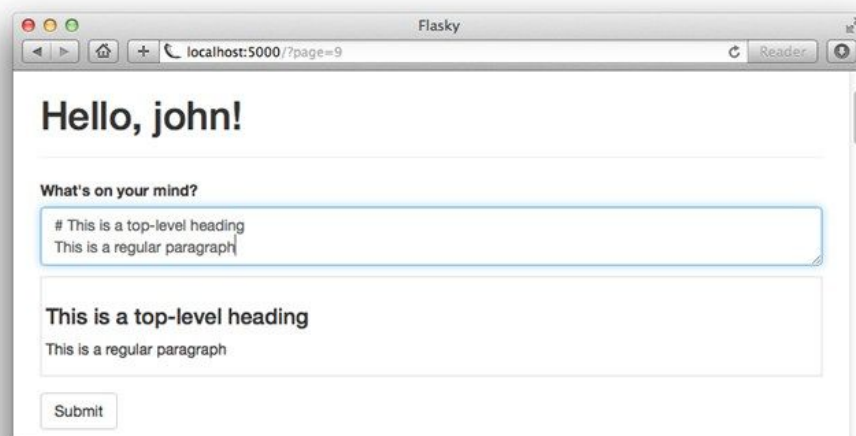 Flasky
localhost:5000/?page=9
Reader
Hello, john!
What's on your mind?
# This is a top-level heading
This is a regular paragraph
This is a top-level heading
This is a regular paragraph
Submit